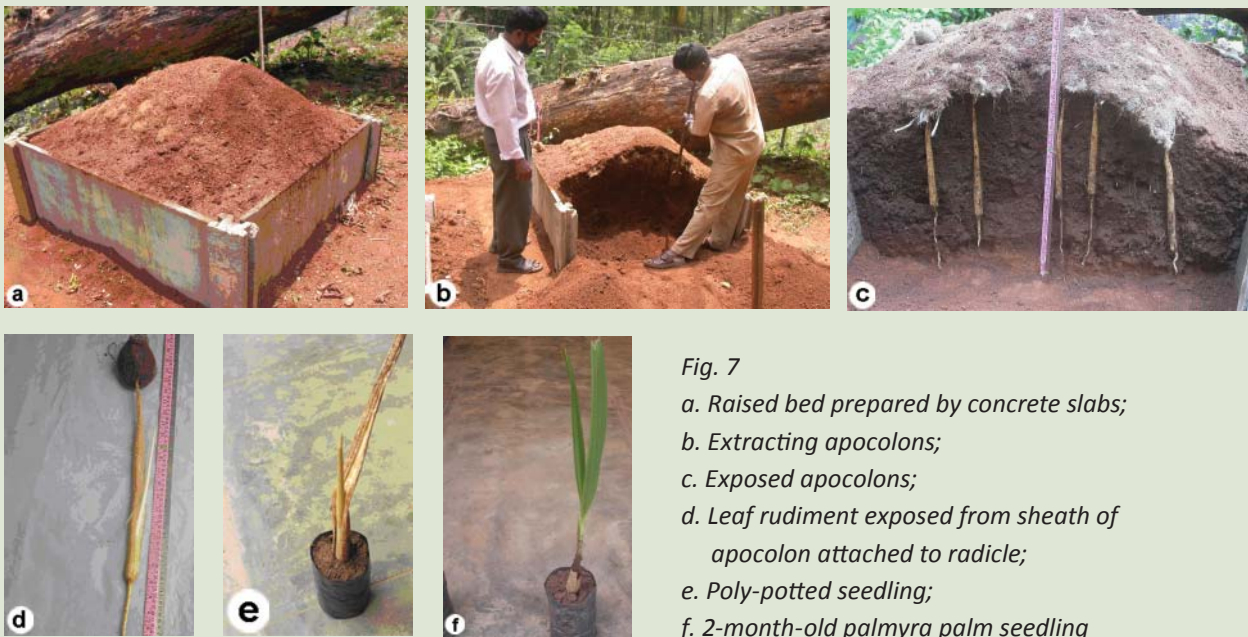 a
b
c
d
e
f
Fig. 7
a. Raised bed prepared by concrete slabs;
b. Extracting apocolons;
c. Exposed apocolons;
d. Leaf rudiment exposed from sheath of
apocolon attached to radicle;
e. Poly-potted seedling;
f. 2-month-old palmyra palm seedling